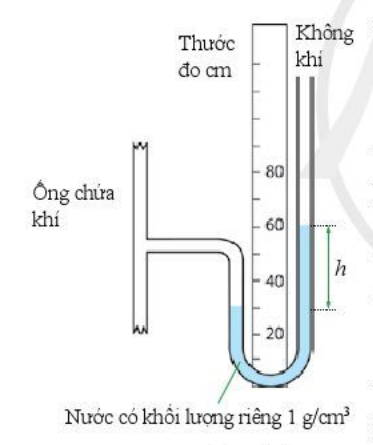 Thước
đo cm
Không
khí
80
Ống chứa
khí
60
h
40
20
Nước có khối lượng riêng 1 g/cm³